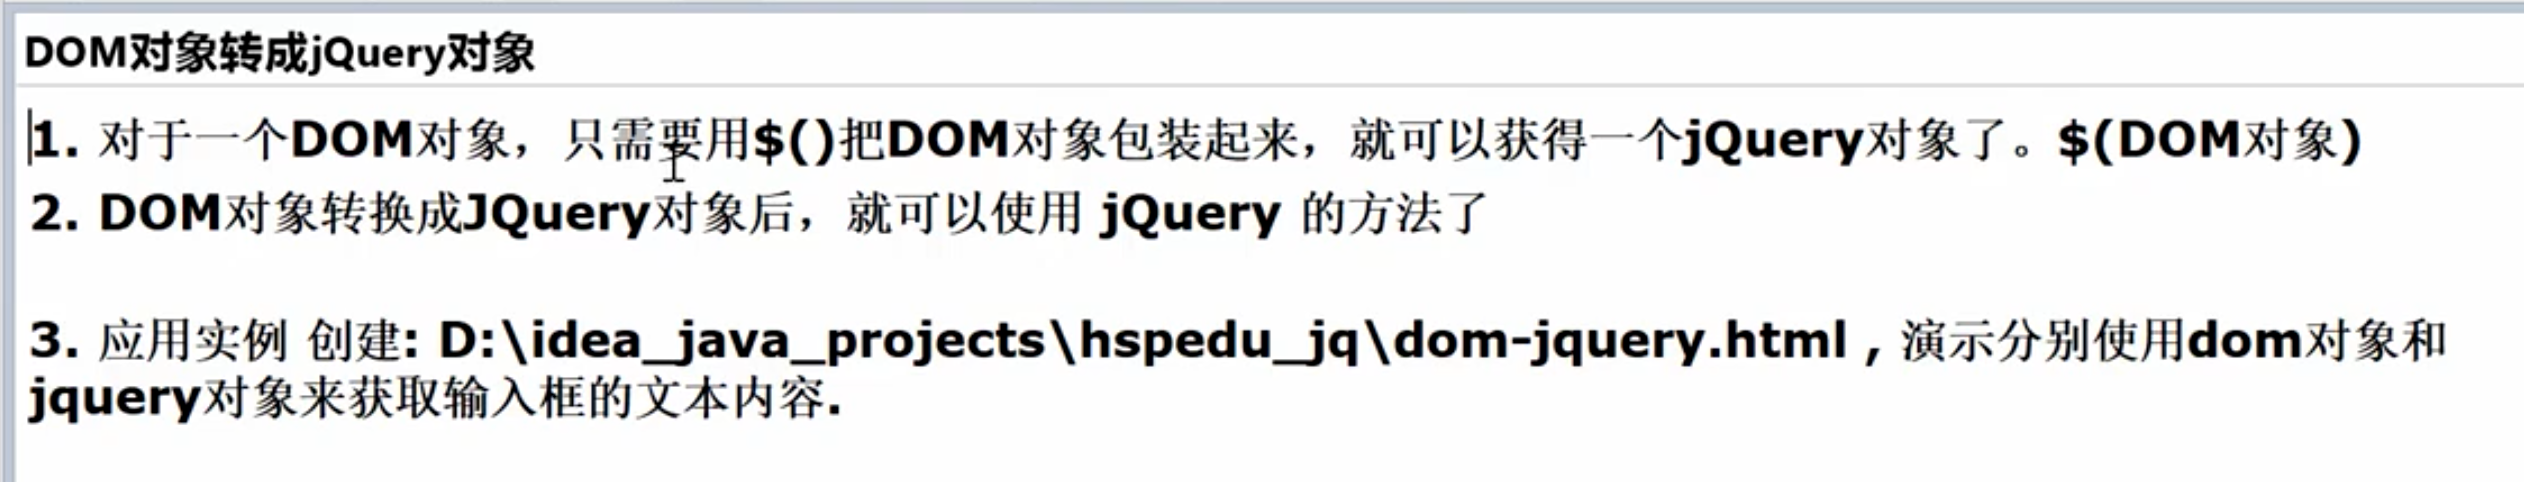 DOM对象转成jQuery对象
1. 对于一个DOM对象，只需要用$()把DOM对象包装起来，就可以获得一个jQuery对象了。$(DOM对象)
2. DOM对象转换成JQuery对象后，就可以使用 jQuery 的方法了
3. 应用实例 创建: D:\idea_java_projects\hspedu_jq\dom-jquery.html , 演示分别使用dom对象和
jquery对象来获取输入框的文本内容.